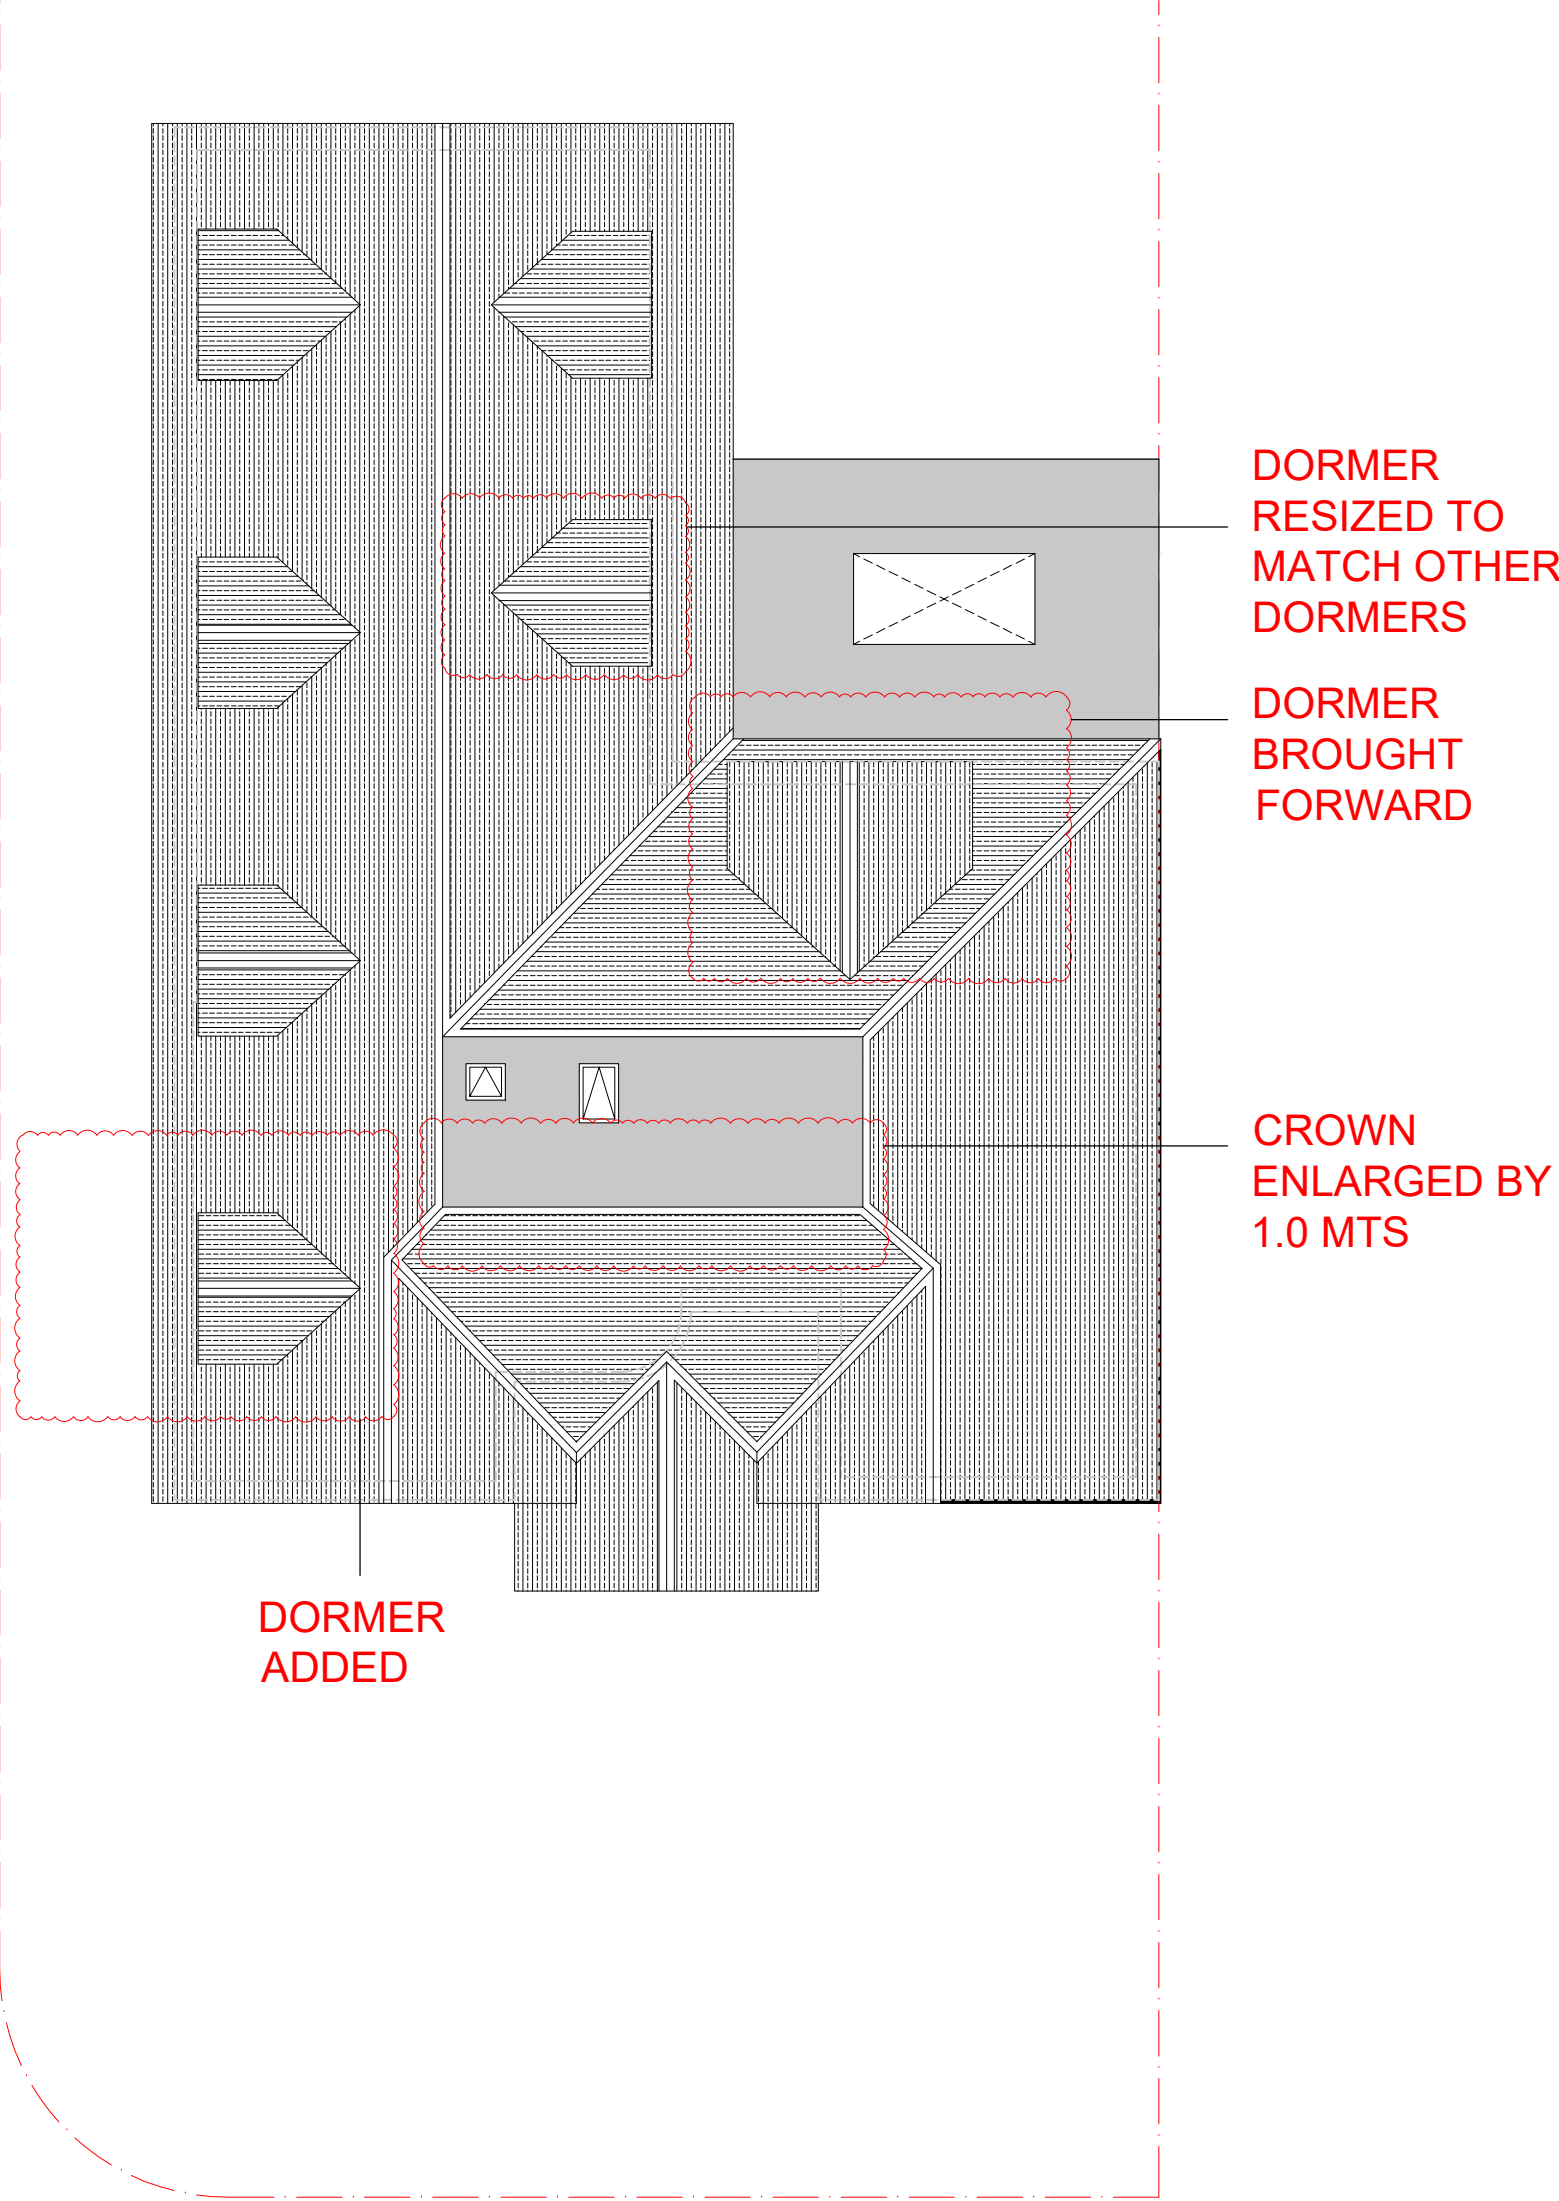 DORMER
RESIZED TO
MATCH OTHER
DORMERS
DORMER
BROUGHT
FORWARD
CROWN
ENLARGED BY
1.0 MTS
DORMER
ADDED